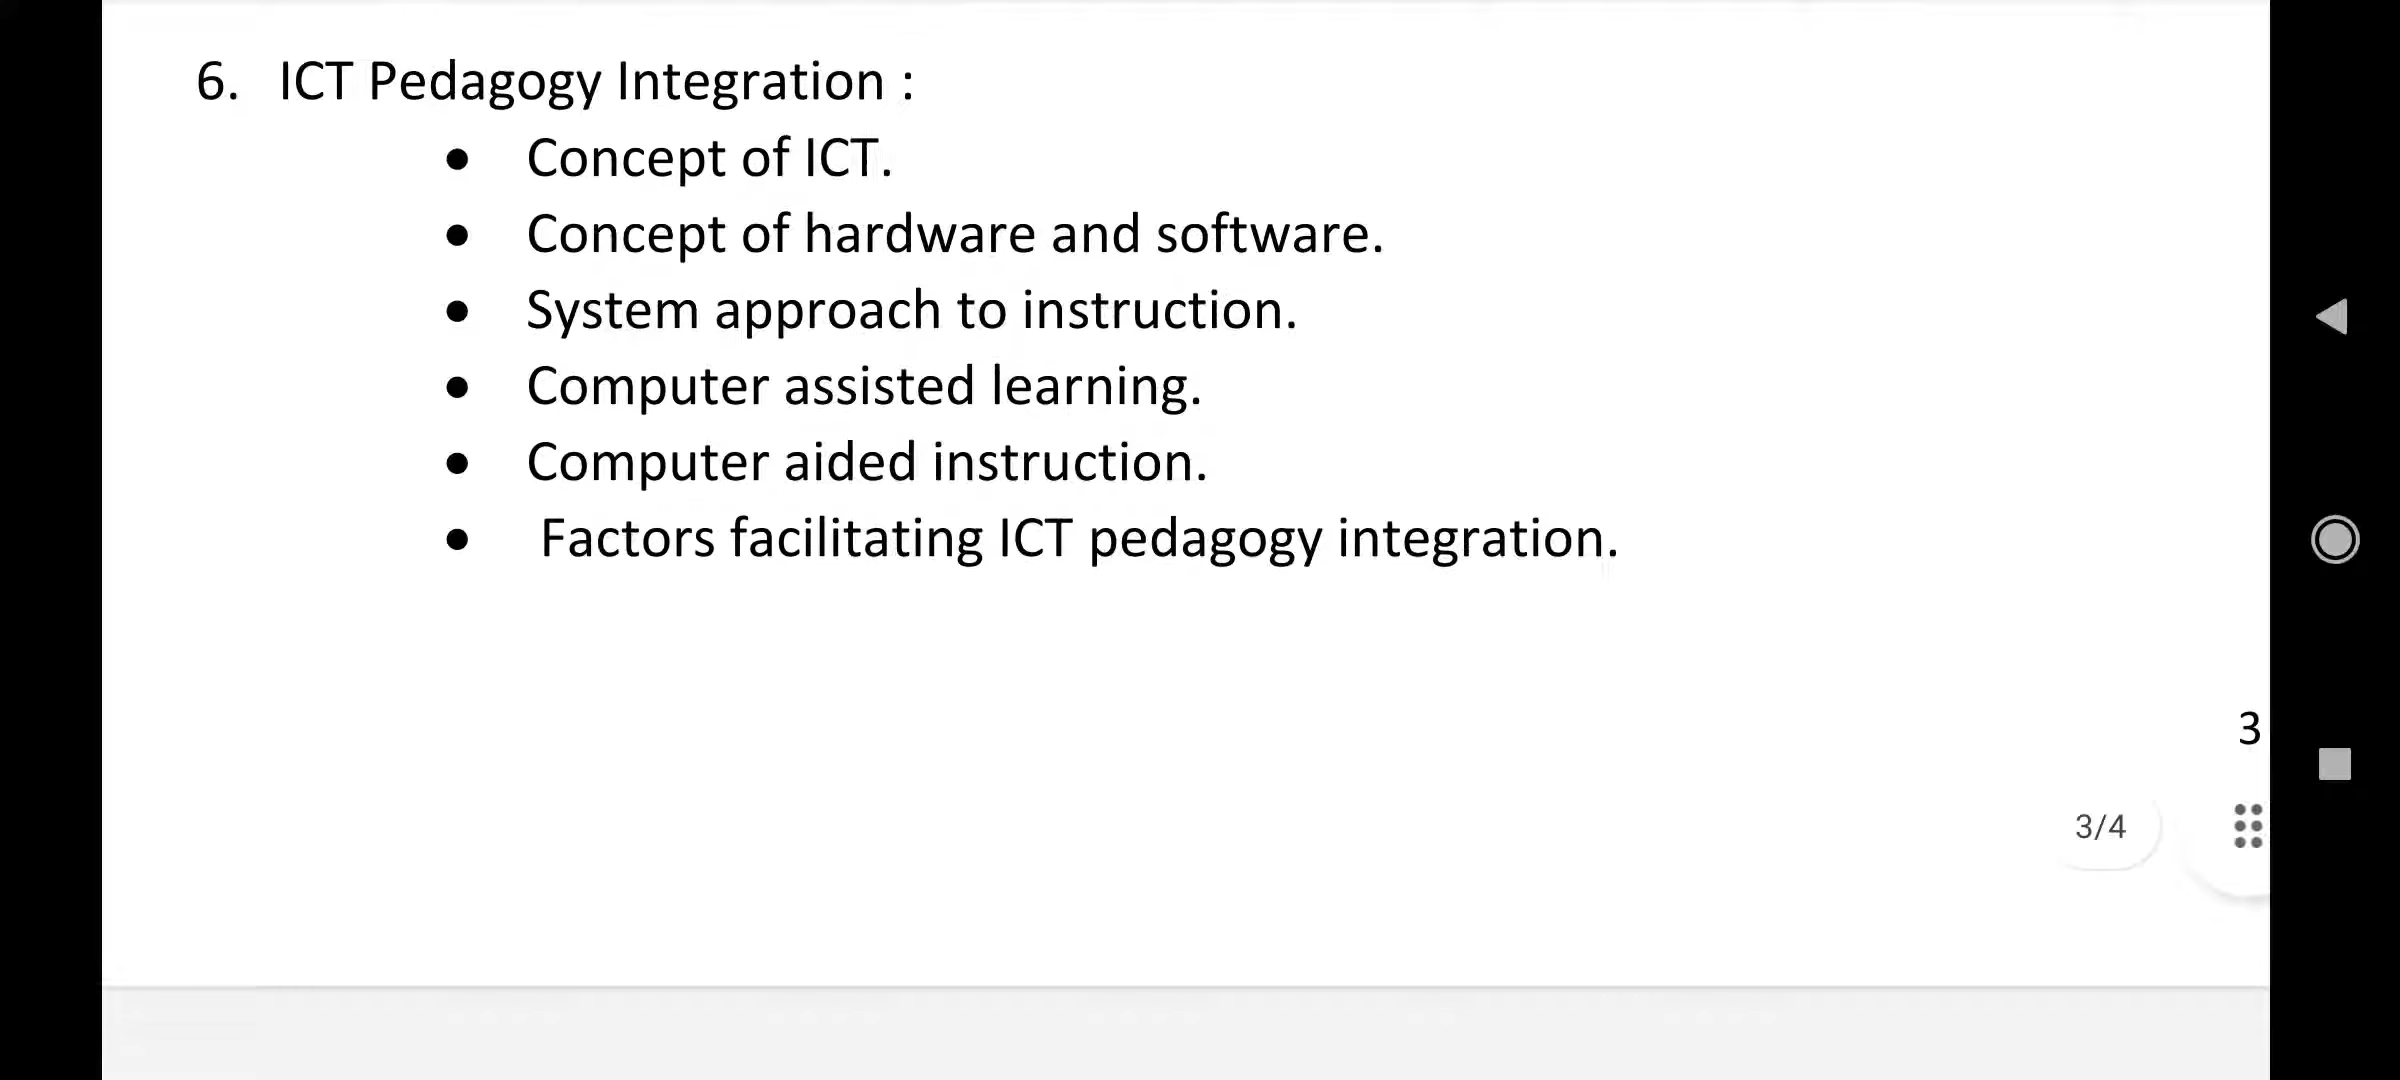 6. ICT Pedagogy Integration :
• Concept of ICT.
• Concept of hardware and software.
• System approach to instruction.
• Computer assisted learning.
• Computer aided instruction.
• Factors facilitating ICT pedagogy integration.
3
3/4